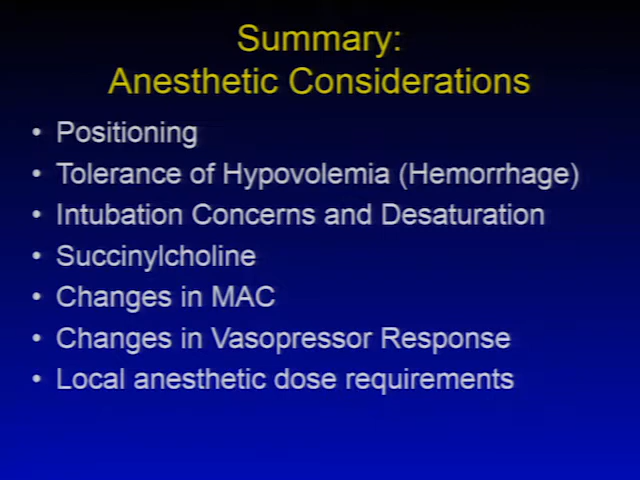 Summary:
Anesthetic Considerations
• Positioning
• Tolerance of Hypovolemia (Hemorrhage)
• Intubation Concerns and Desaturation
• Succinylcholine
• Changes in MAC
• Changes in Vasopressor Response
• Local anesthetic dose requirements